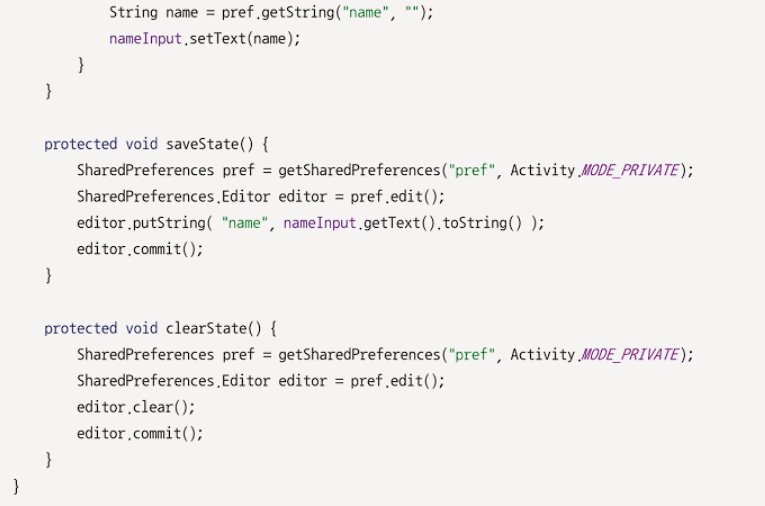 String name = pref.getString("name", "");
nameInput.setText(name);
}
}
protected void saveState() {
SharedPreferences pref = getSharedPreferences("pref", Activity.MODE_PRIVATE);
SharedPreferences.Editor editor = pref.edit();
editor.putString( "name", nameInput.getText().toString() );
editor.commit();
}
protected void clearState() {
SharedPreferences pref = getSharedPreferences("pref", Activity.MODE_PRIVATE);
SharedPreferences.Editor editor = pref.edit();
editor.clear();
editor.commit();
}
}